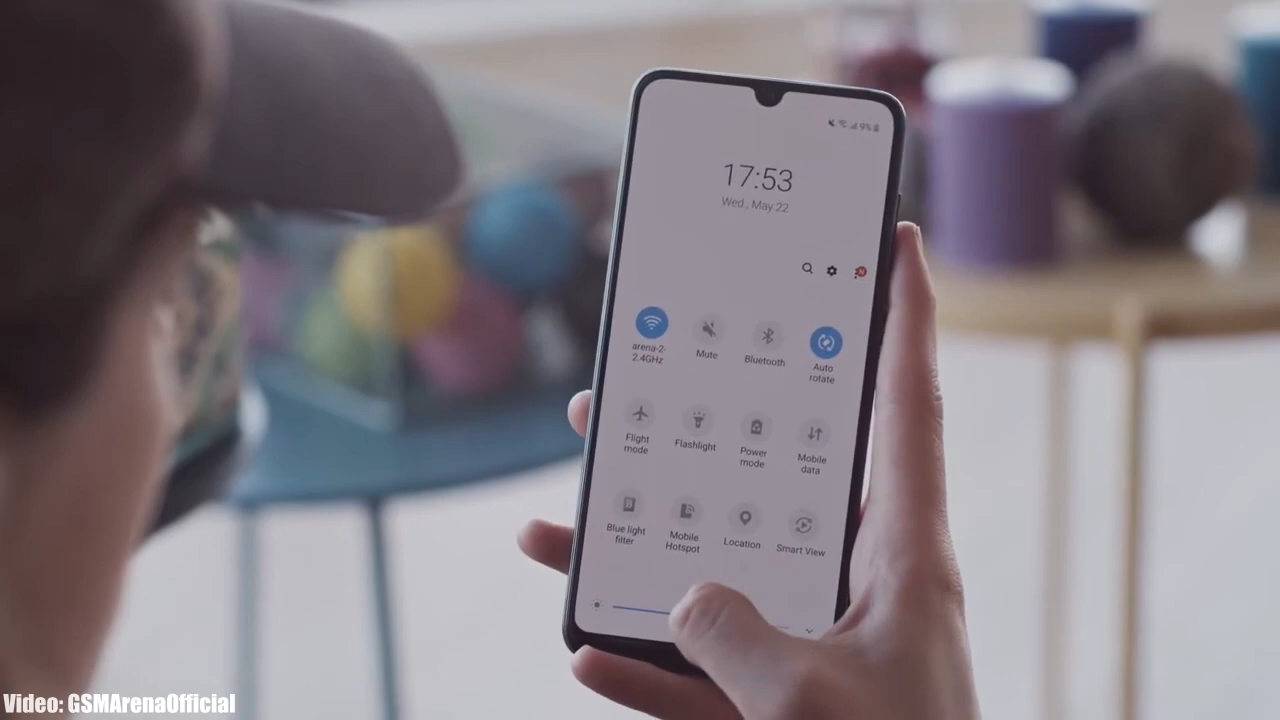 9%
17:53
Wed, May 22
N
arena-2-
2.4GHz
Mute
Bluetooth
Auto
rotate
Flight
mode
Flashlight
Power
mode
Mobile
data
Blue light
filter
Mobile
Hotspot
Location
Smart View
Video: GSMArenaOfficial